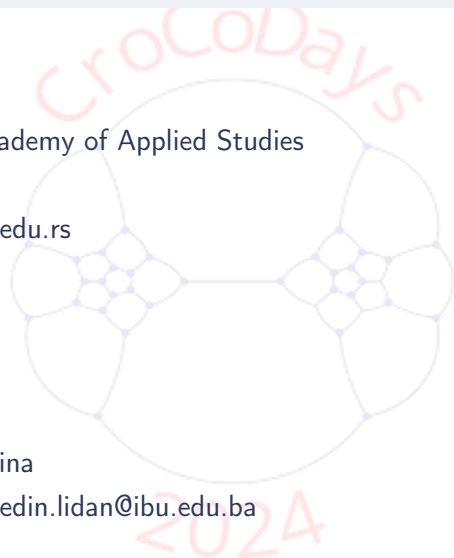 CroCoDays
ademy of Applied Studies
edu.rs
ina
edin.lidan@ibu.edu.ba
2024